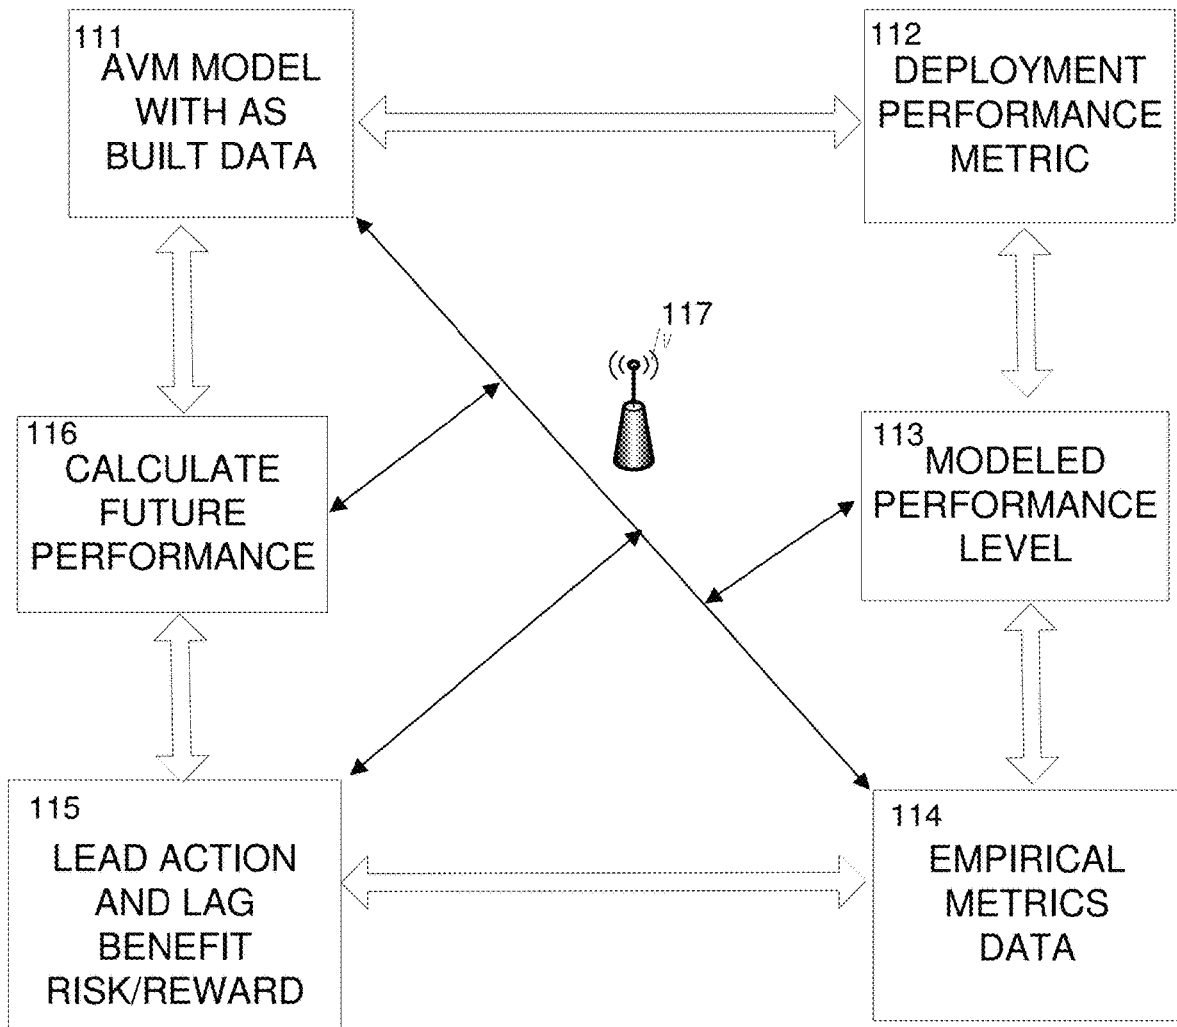 111
AVM MODEL
WITH AS
BUILT DATA
112
DEPLOYMENT
PERFORMANCE
METRIC
117
116
CALCULATE
FUTURE
PERFORMANCE
113
MODELED
PERFORMANCE
LEVEL
115
LEAD ACTION
AND LAG
BENEFIT
RISK/REWARD
114
EMPIRICAL
METRICS
DATA